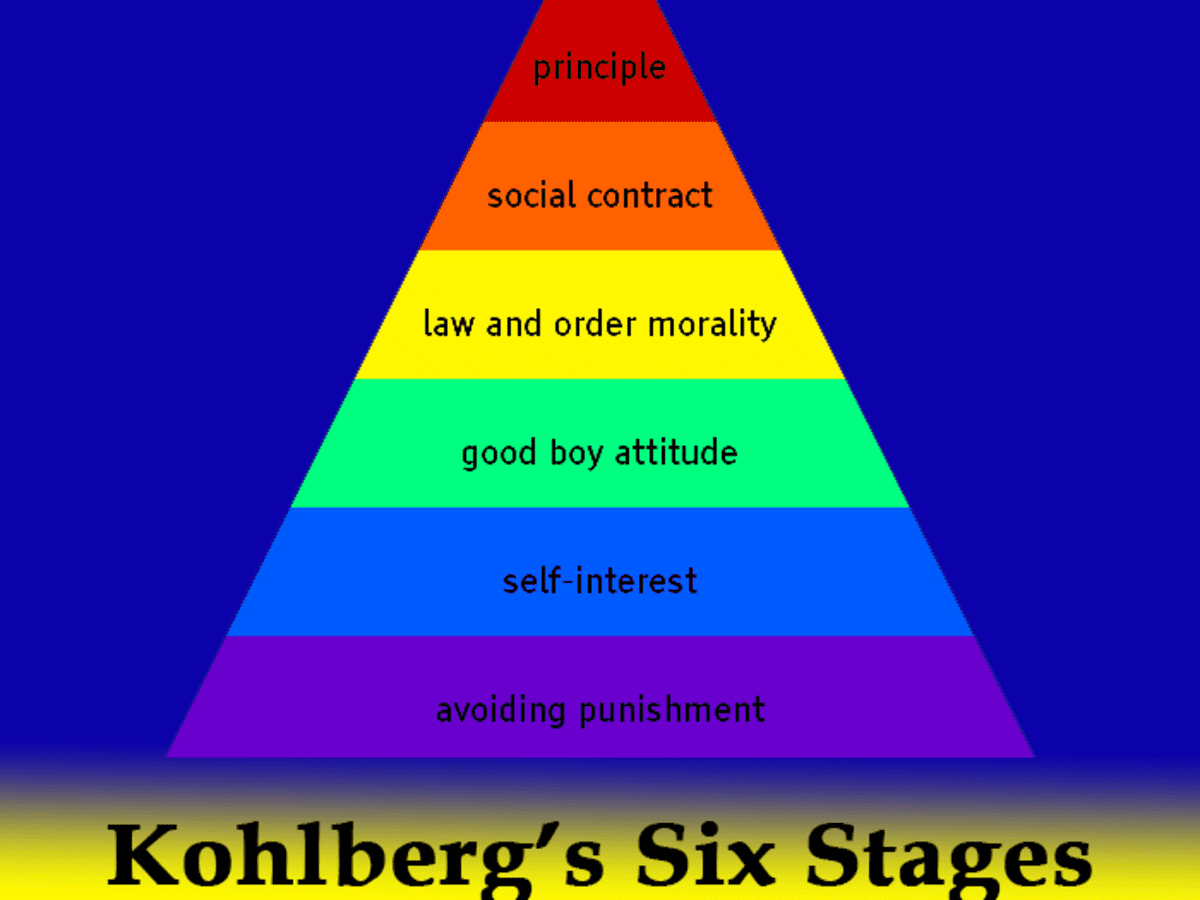 principle
social contract
law and order morality
good boy attitude
self-interest
avoiding punishment
Kohlberg's Six Stages